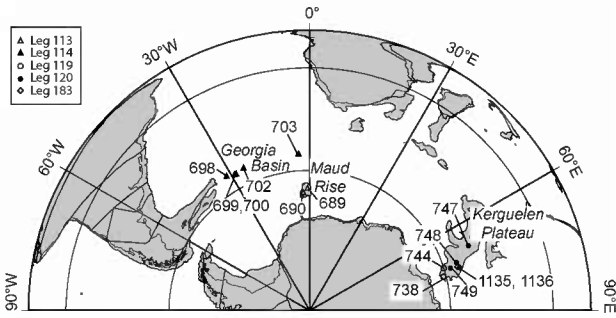 0°
Leg 113
Leg 114
Leg 119
Leg 120
Leg 183
30°W
30°E
703
60°W
Georgia
Basin
698
702
699,700
Maud
Rise
690
689
60°E
747
Kerguelen
Plateau
748
744
1135, 1136
738
749
90°W
90°E